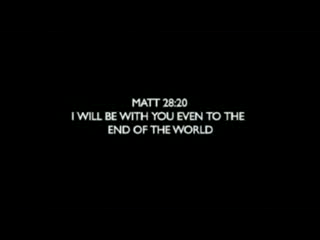 MATT 28:20
I WILL BE WITH YOU EVEN TO THE
END OF THE WORLD